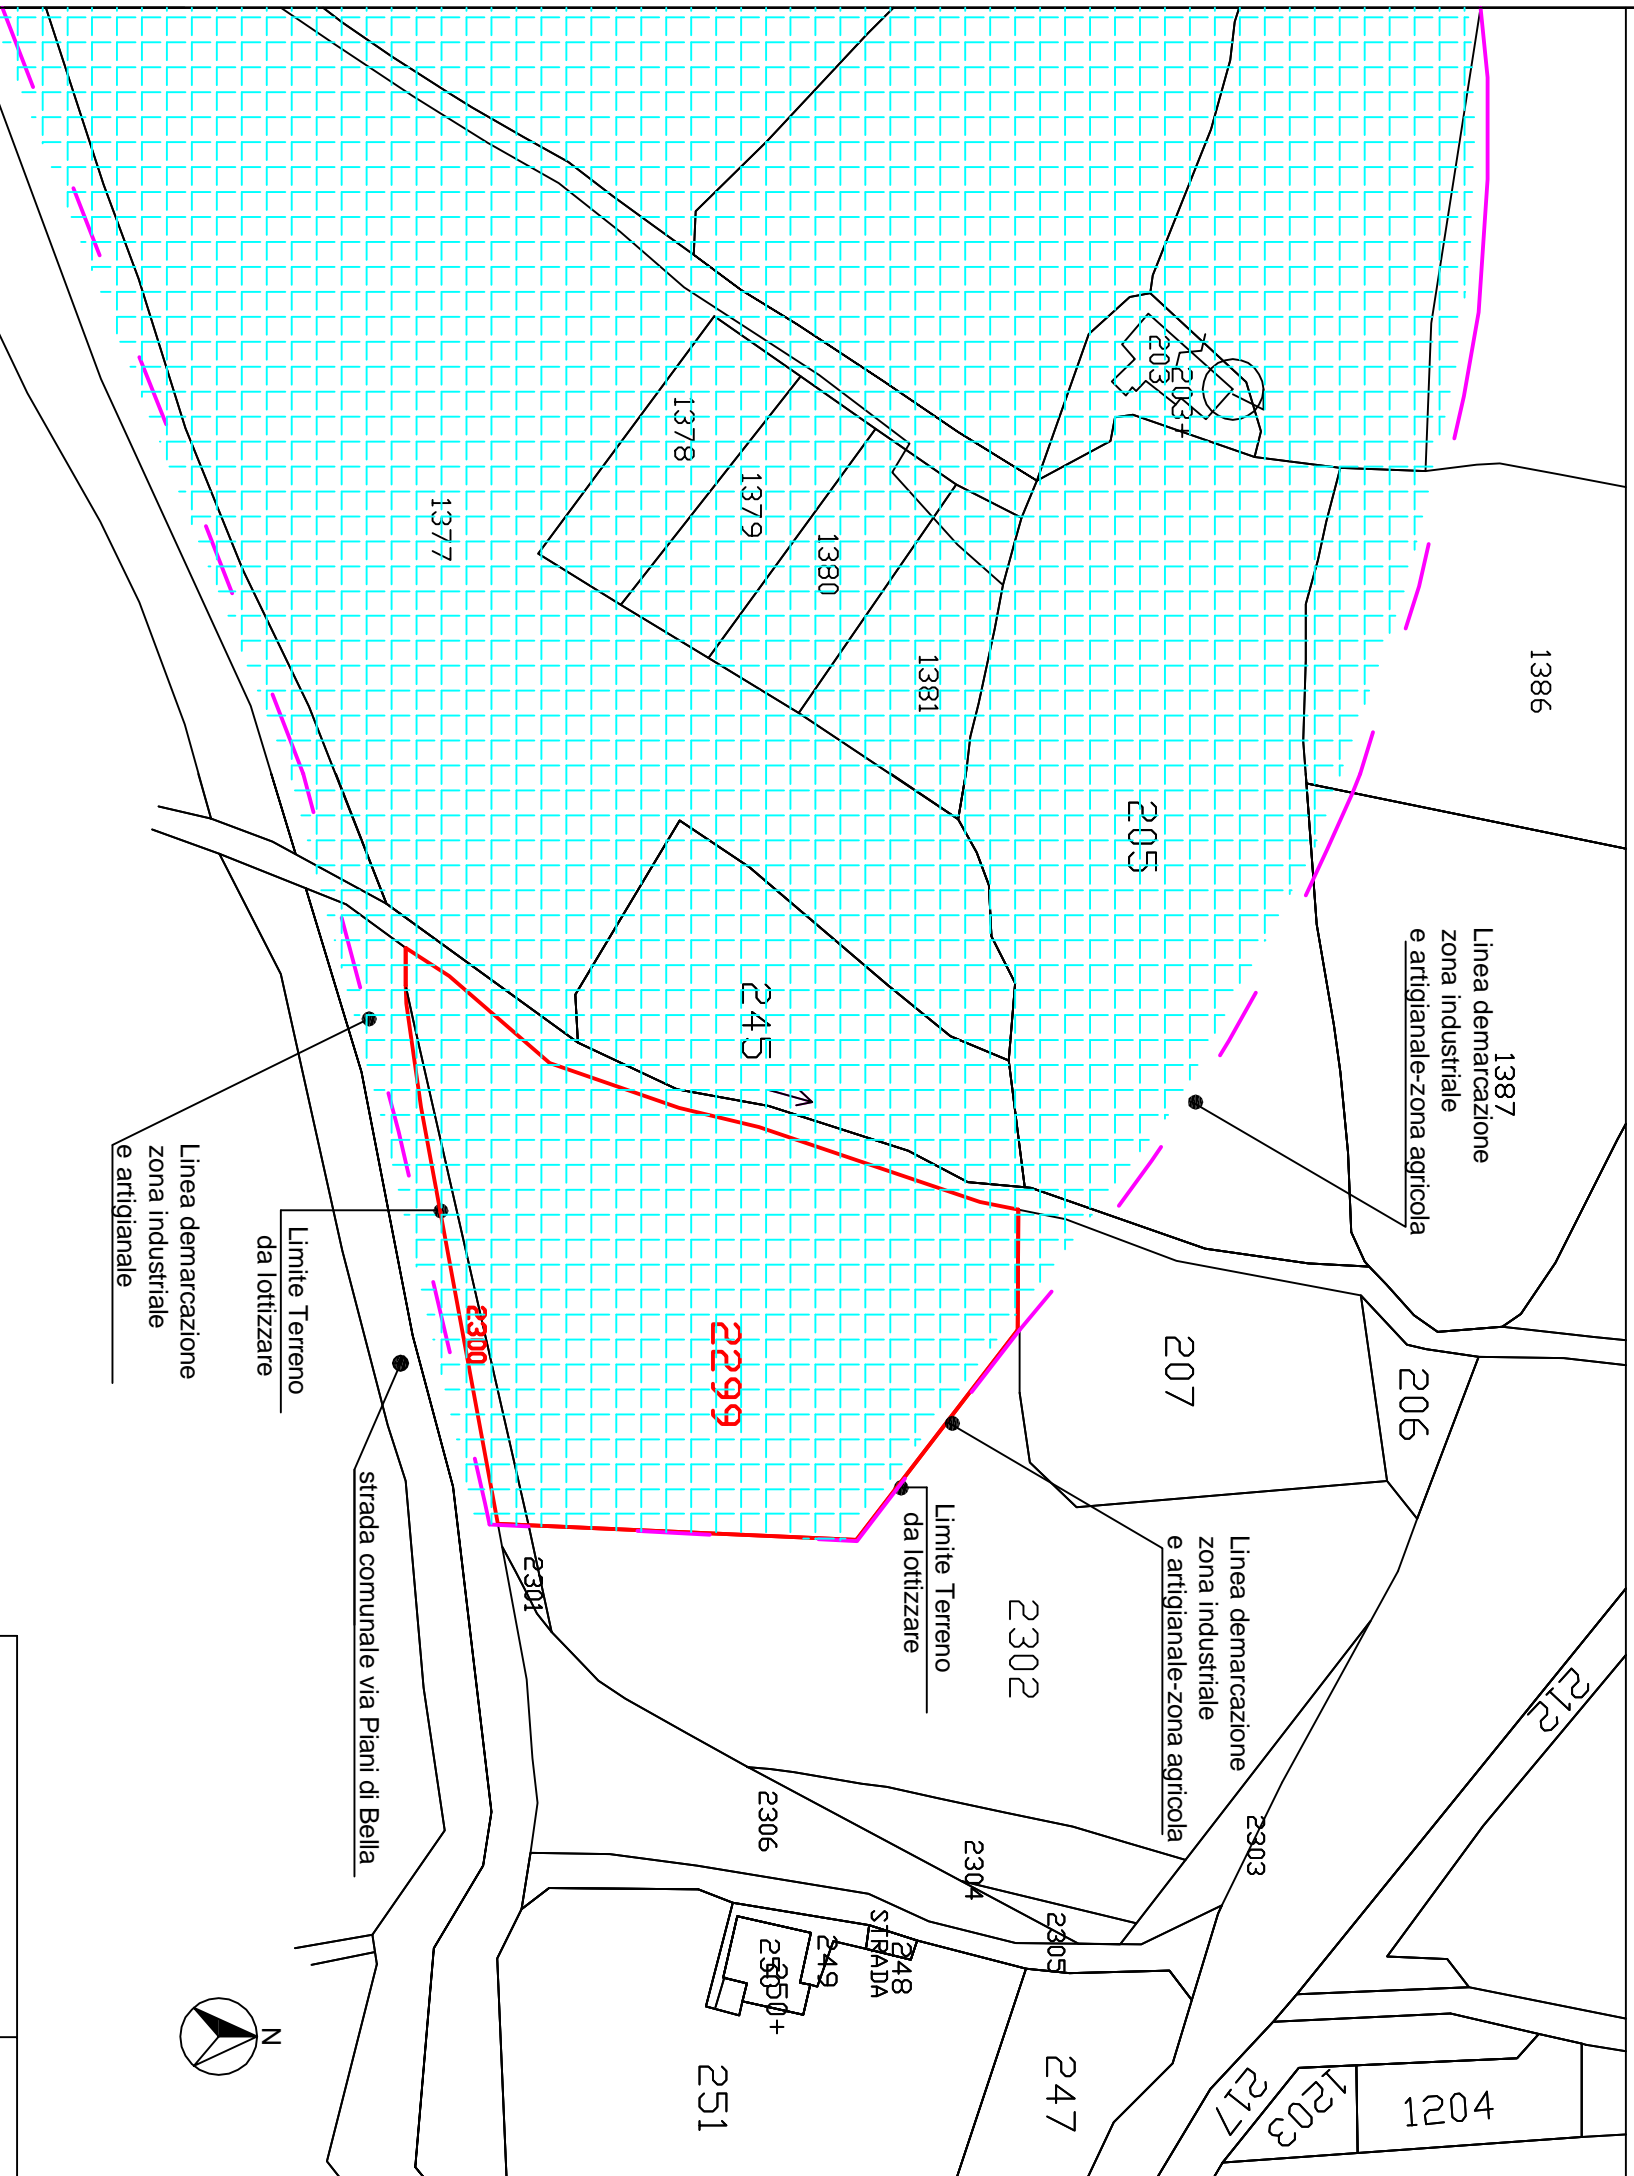 1386
1387
Linea demarcazione
zona industriale
e artigianale-zona agricola
203
203+
205
1378
1379
1380
1381
1377
245
207
206
212
2299
2300
2301
2302
2303
2304
2305
2306
Linea demarcazione
zona industriale
e artigianale-zona agricola
Limite Terreno
da lottizzare
Limite Terreno
da lottizzare
Linea demarcazione
zona industriale
e artigianale
strada comunale via Piani di Bella
STRADA
248
249
250
250+
251
247
217
1203
1204
N